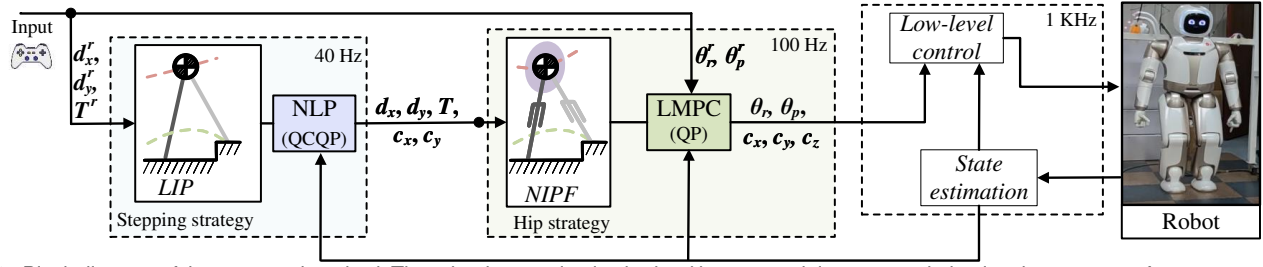 Input
d_x^r,
d_y^r,
T^r
40 Hz
LIP
NLP
(QCQP)
Stepping strategy
d_x, d_y, T,
c_x, c_y
100 Hz
NIPF
θ_r^r, θ_p^r
LMPC
(QP)
Hip strategy
θ_r, θ_p,
c_x, c_y, c_z
1 KHz
Low-level
control
State
estimation
Robot